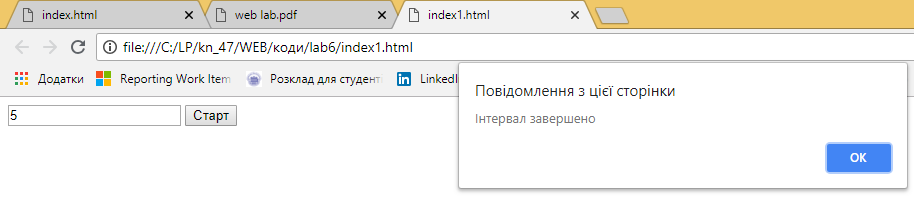 index.html
web lab.pdf
index1.html
file:///C:/LP/kn_47/WEB/коди/lab6/index1.html
Додатки
Reporting Work Item
Розклад для студент
LinkedI
Повідомлення з цієї сторінки
Інтервал завершено
OK
5
Старт